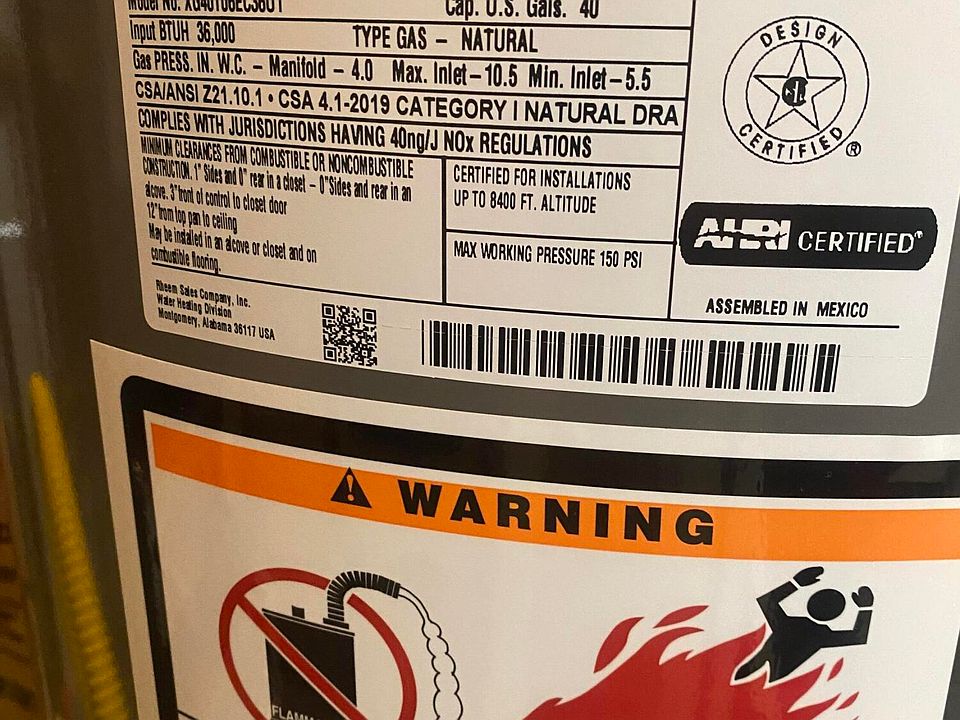 Model No. XG40T06EC36U1 Cap. U.S. Gals. 40
Input BTUH 36,000 TYPE GAS – NATURAL
Gas PRESS. IN. W.C. – Manifold – 4.0 Max. Inlet – 10.5 Min. Inlet – 5.5
CSA/ANSI Z21.10.1 • CSA 4.1-2019 CATEGORY I NATURAL DRA
COMPLIES WITH JURISDICTIONS HAVING 40ng/J NOx REGULATIONS
MINIMUM CLEARANCES FROM COMBUSTIBLE OR NONCOMBUSTIBLE
CONSTRUCTION. 1" Sides and 0" rear in a closet – 0" Sides and rear in an
alcove. 3" front of control to closet door
12" from top pan to ceiling
May be installed in an alcove or closet and on
combustible flooring.
CERTIFIED FOR INSTALLATIONS
UP TO 8400 FT. ALTITUDE
MAX WORKING PRESSURE 150 PSI
Rheem Sales Company, Inc.
Water Heating Division
Montgomery, Alabama 36117 USA
DESIGN
CERTIFIED ®
AHRI CERTIFIED
ASSEMBLED IN MEXICO
WARNING
FLAMM